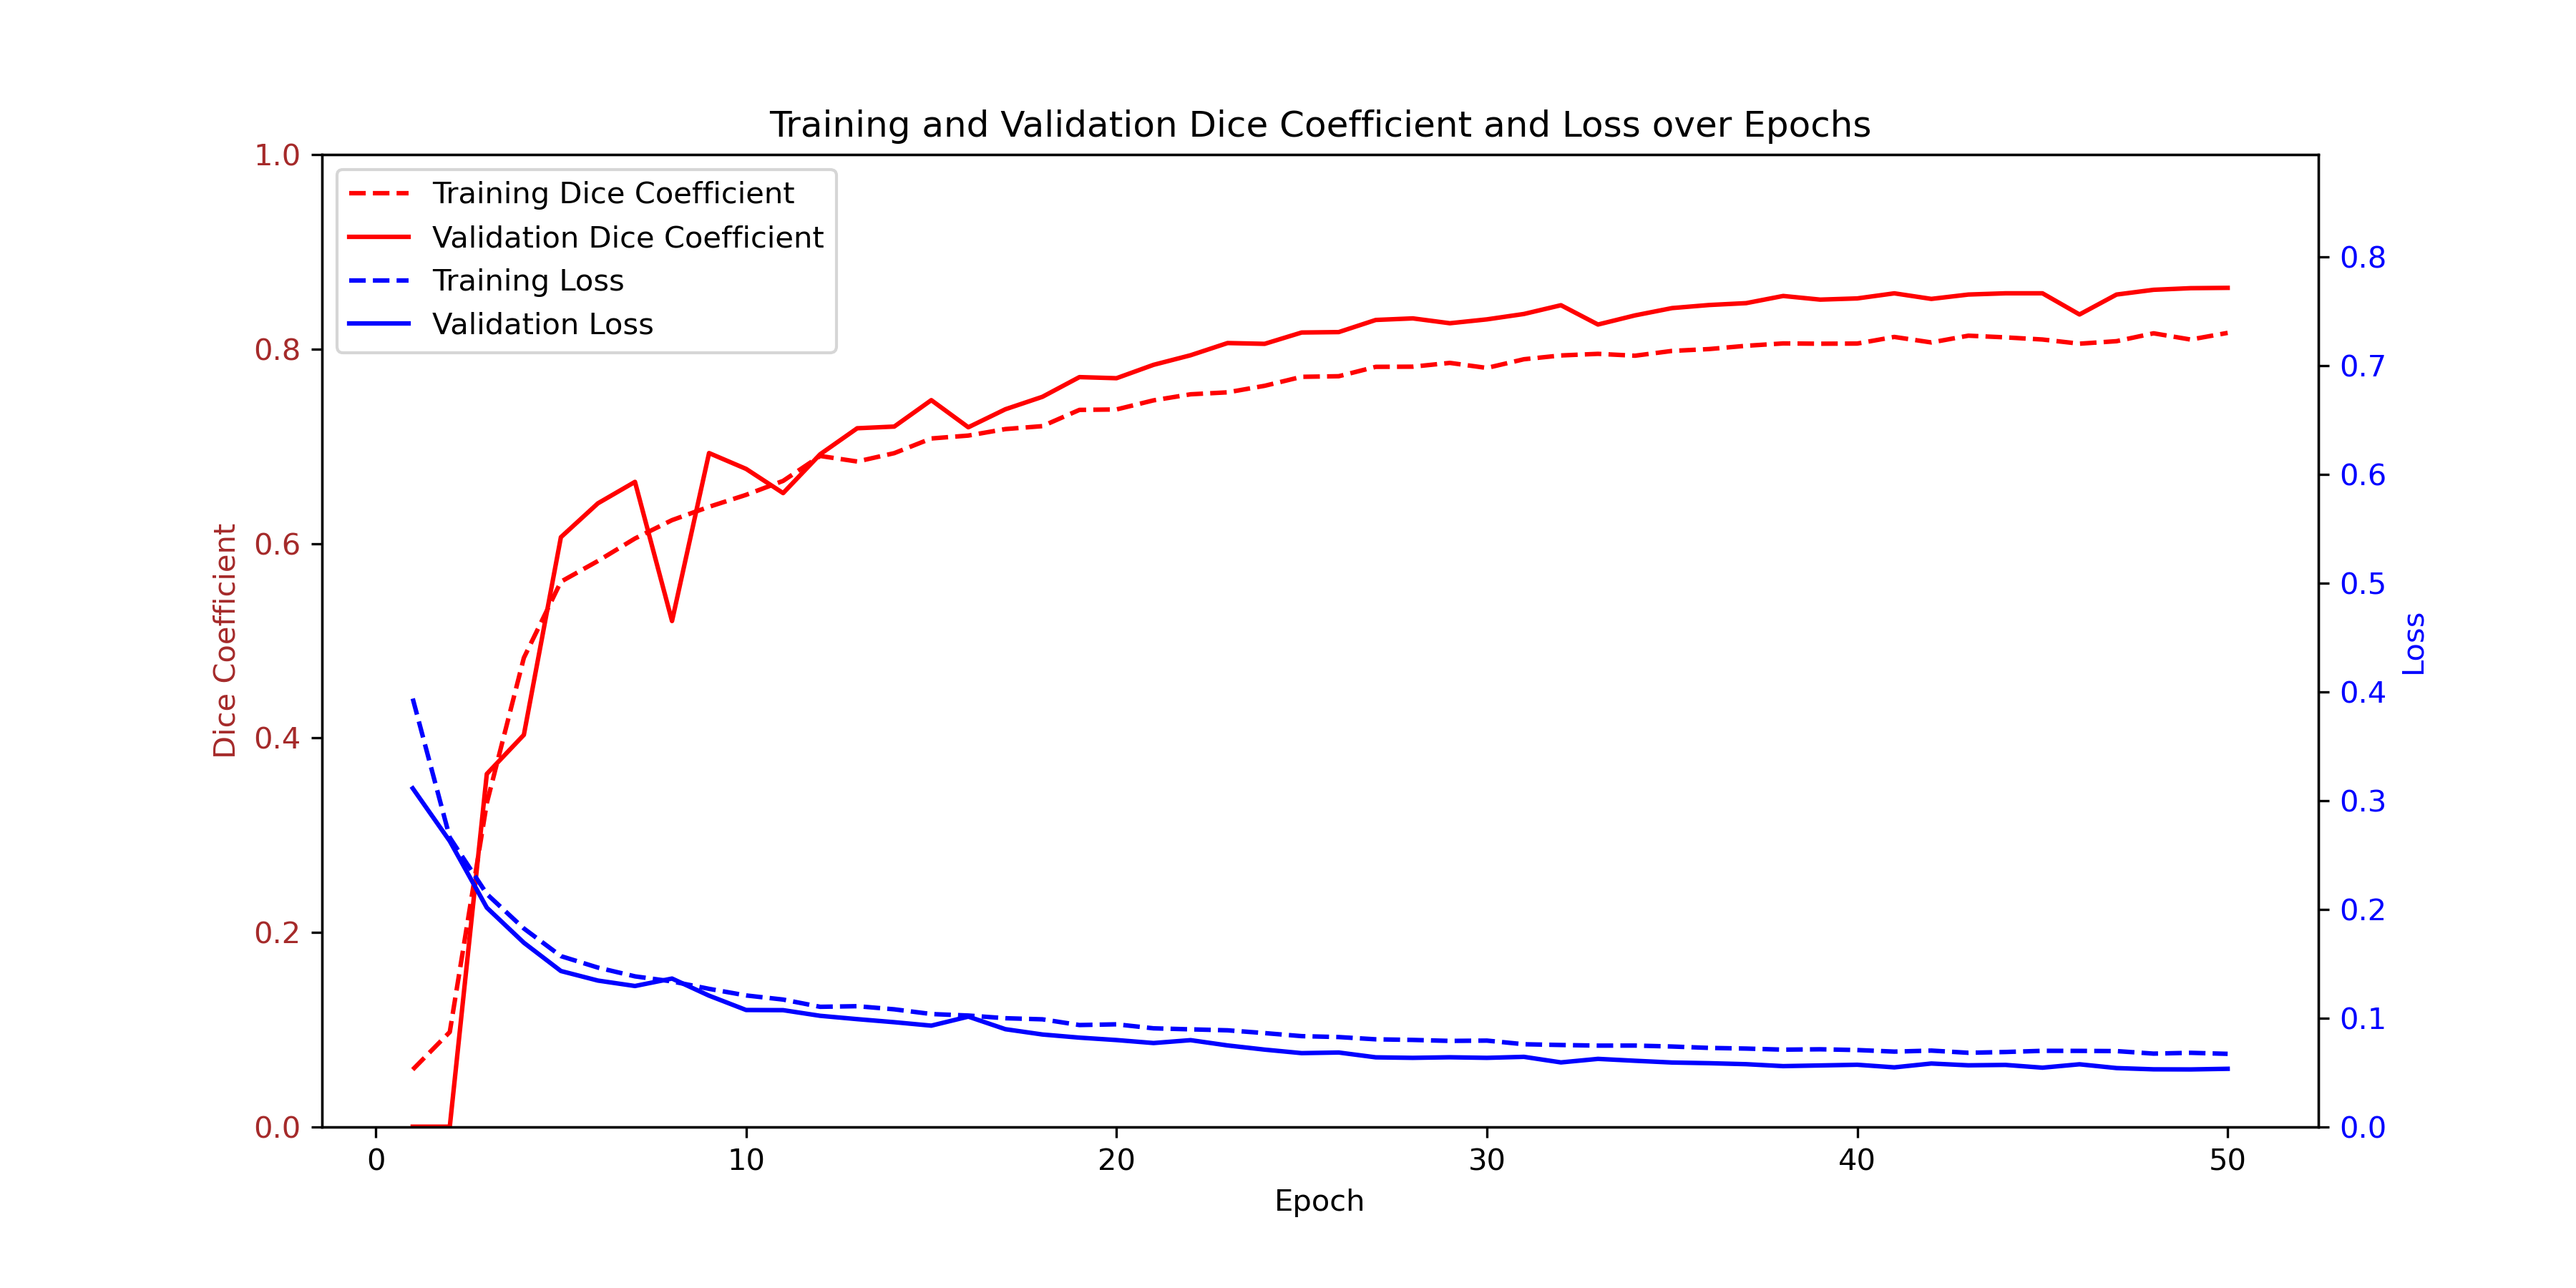 Training and Validation Dice Coefficient and Loss over Epochs
Training Dice Coefficient
Validation Dice Coefficient
Training Loss
Validation Loss
Dice Coefficient
1.0
0.8
0.6
0.4
0.2
0.0
Loss
0.8
0.7
0.6
0.5
0.4
0.3
0.2
0.1
0.0
0 10 20 30 40 50
Epoch